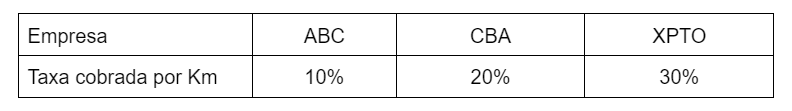 Empresa ABC CBA XPTO
Taxa cobrada por Km 10% 20% 30%